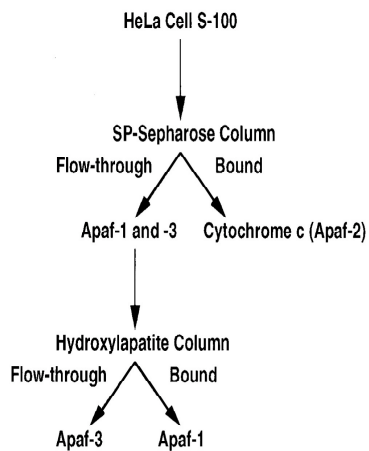 HeLa Cell S-100
SP-Sepharose Column
Flow-through Bound
Apaf-1 and -3 Cytochrome c (Apaf-2)
Hydroxylapatite Column
Flow-through Bound
Apaf-3 Apaf-1